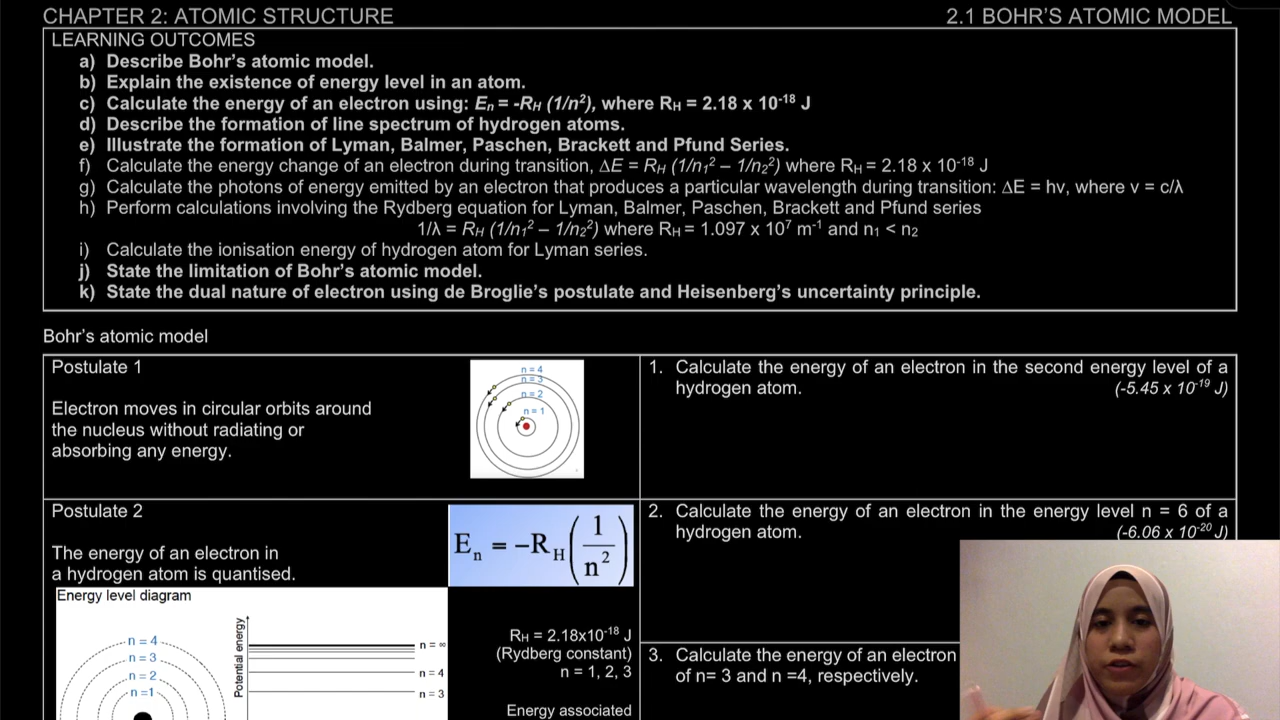 CHAPTER 2: ATOMIC STRUCTURE 2.1 BOHR'S ATOMIC MODEL
LEARNING OUTCOMES
a) Describe Bohr's atomic model.
b) Explain the existence of energy level in an atom.
c) Calculate the energy of an electron using: Eₙ = -R_H (1/n²), where R_H = 2.18 x 10⁻¹⁸ J
d) Describe the formation of line spectrum of hydrogen atoms.
e) Illustrate the formation of Lyman, Balmer, Paschen, Brackett and Pfund Series.
f) Calculate the energy change of an electron during transition, ΔE = R_H (1/n₁² – 1/n₂²) where R_H = 2.18 x 10⁻¹⁸ J
g) Calculate the photons of energy emitted by an electron that produces a particular wavelength during transition: ΔE = hv, where v = c/λ
h) Perform calculations involving the Rydberg equation for Lyman, Balmer, Paschen, Brackett and Pfund series
1/λ = R_H (1/n₁² – 1/n₂²) where R_H = 1.097 x 10⁷ m⁻¹ and n₁ < n₂
i) Calculate the ionisation energy of hydrogen atom for Lyman series.
j) State the limitation of Bohr's atomic model.
k) State the dual nature of electron using de Broglie's postulate and Heisenberg's uncertainty principle.
Bohr's atomic model
Postulate 1
Electron moves in circular orbits around
the nucleus without radiating or
absorbing any energy.
n = 4
n = 3
n = 2
n = 1
1. Calculate the energy of an electron in the second energy level of a
hydrogen atom. (-5.45 x 10⁻¹⁹ J)
Postulate 2
The energy of an electron in
a hydrogen atom is quantised.
Eₙ = -R_H (1/n²)
2. Calculate the energy of an electron in the energy level n = 6 of a
hydrogen atom. (-6.06 x 10⁻²⁰ J)
Energy level diagram
n = 4
n = 3
n = 2
n =1
Potential energy
n = ∞
n = 4
n = 3
R_H = 2.18x10⁻¹⁸ J
(Rydberg constant)
n = 1, 2, 3
Energy associated
3. Calculate the energy of an electron
of n= 3 and n =4, respectively.